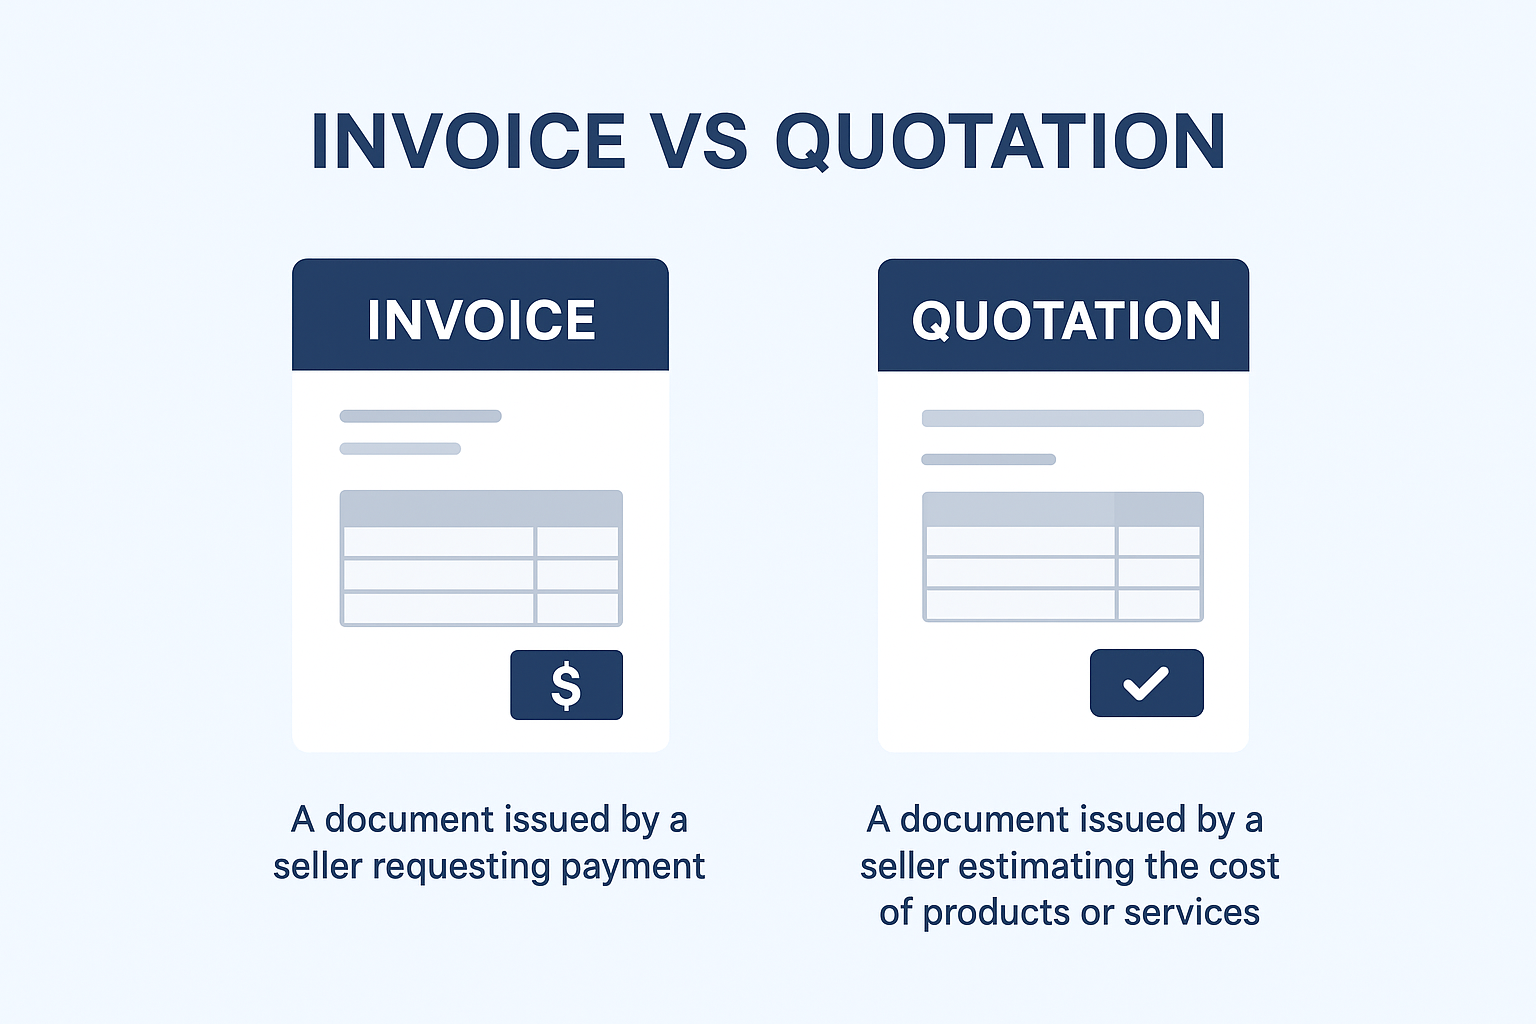 INVOICE VS QUOTATION
INVOICE
$
A document issued by a
seller requesting payment
QUOTATION
A document issued by a
seller estimating the cost
of products or services